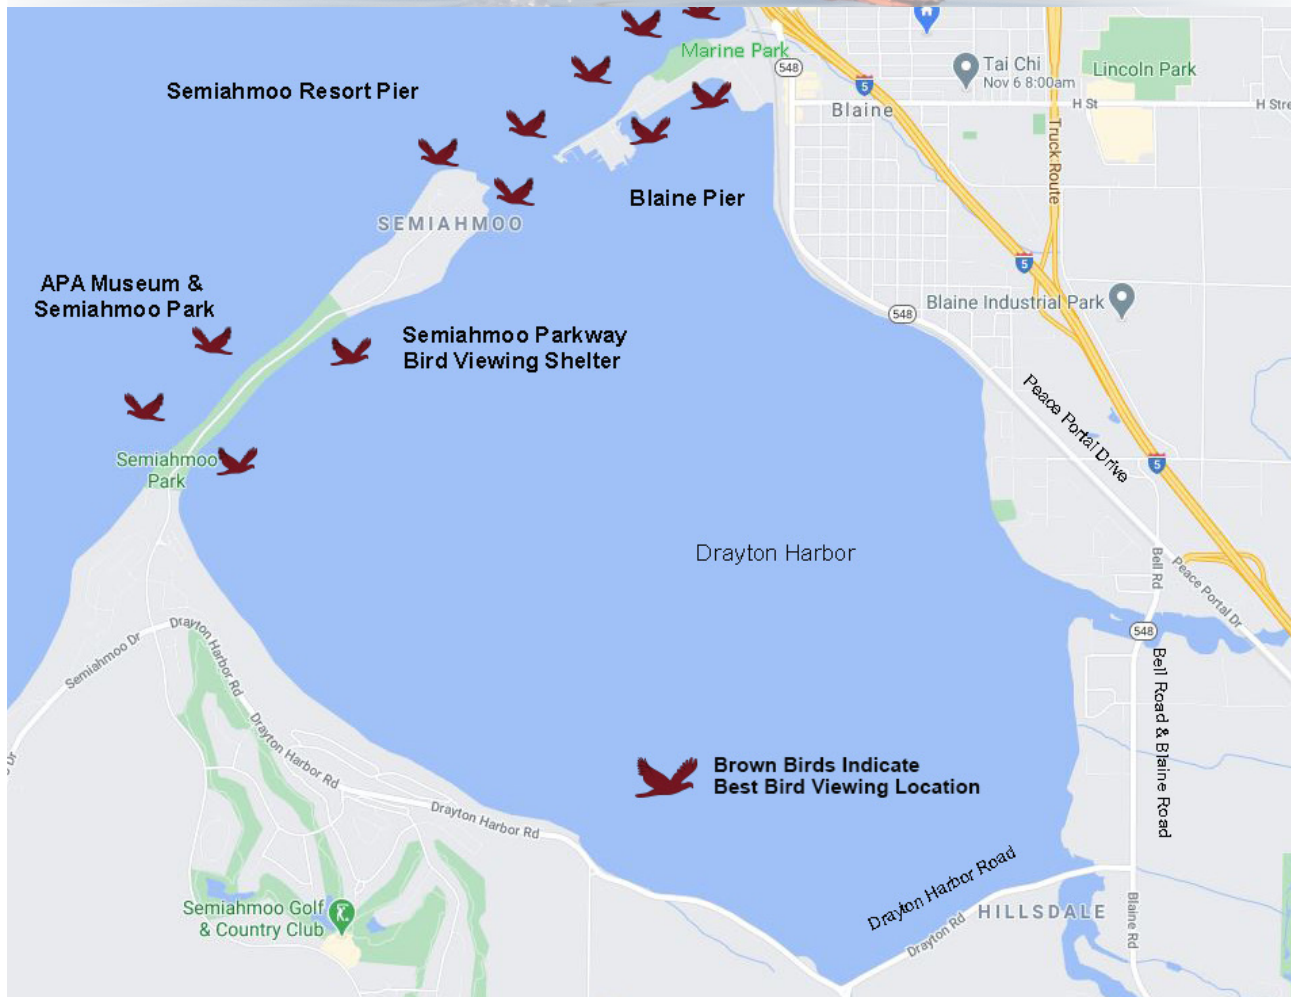 Marine Park
548
Tai Chi
Nov 6 8:00am
Lincoln Park
Semiahmoo Resort Pier
5
Blaine
H St
H Stre
Truck Route
Blaine Pier
SEMIAHMOO
5
APA Museum &
Semiahmoo Park
Blaine Industrial Park
548
Semiahmoo Parkway
Bird Viewing Shelter
Peace Portal Drive
Semiahmoo
Park
5
Drayton Harbor
Bell Rd
Peace Portal Dr
548
Semiahmoo Dr
Drayton Harbor Rd
Bell Road & Blaine Road
Drayton Harbor Rd
Dr
Brown Birds Indicate
Best Bird Viewing Location
Drayton Harbor Rd
Drayton Harbor Road
Semiahmoo Golf
& Country Club
HILLSDALE
Drayton Rd
Blaine Rd